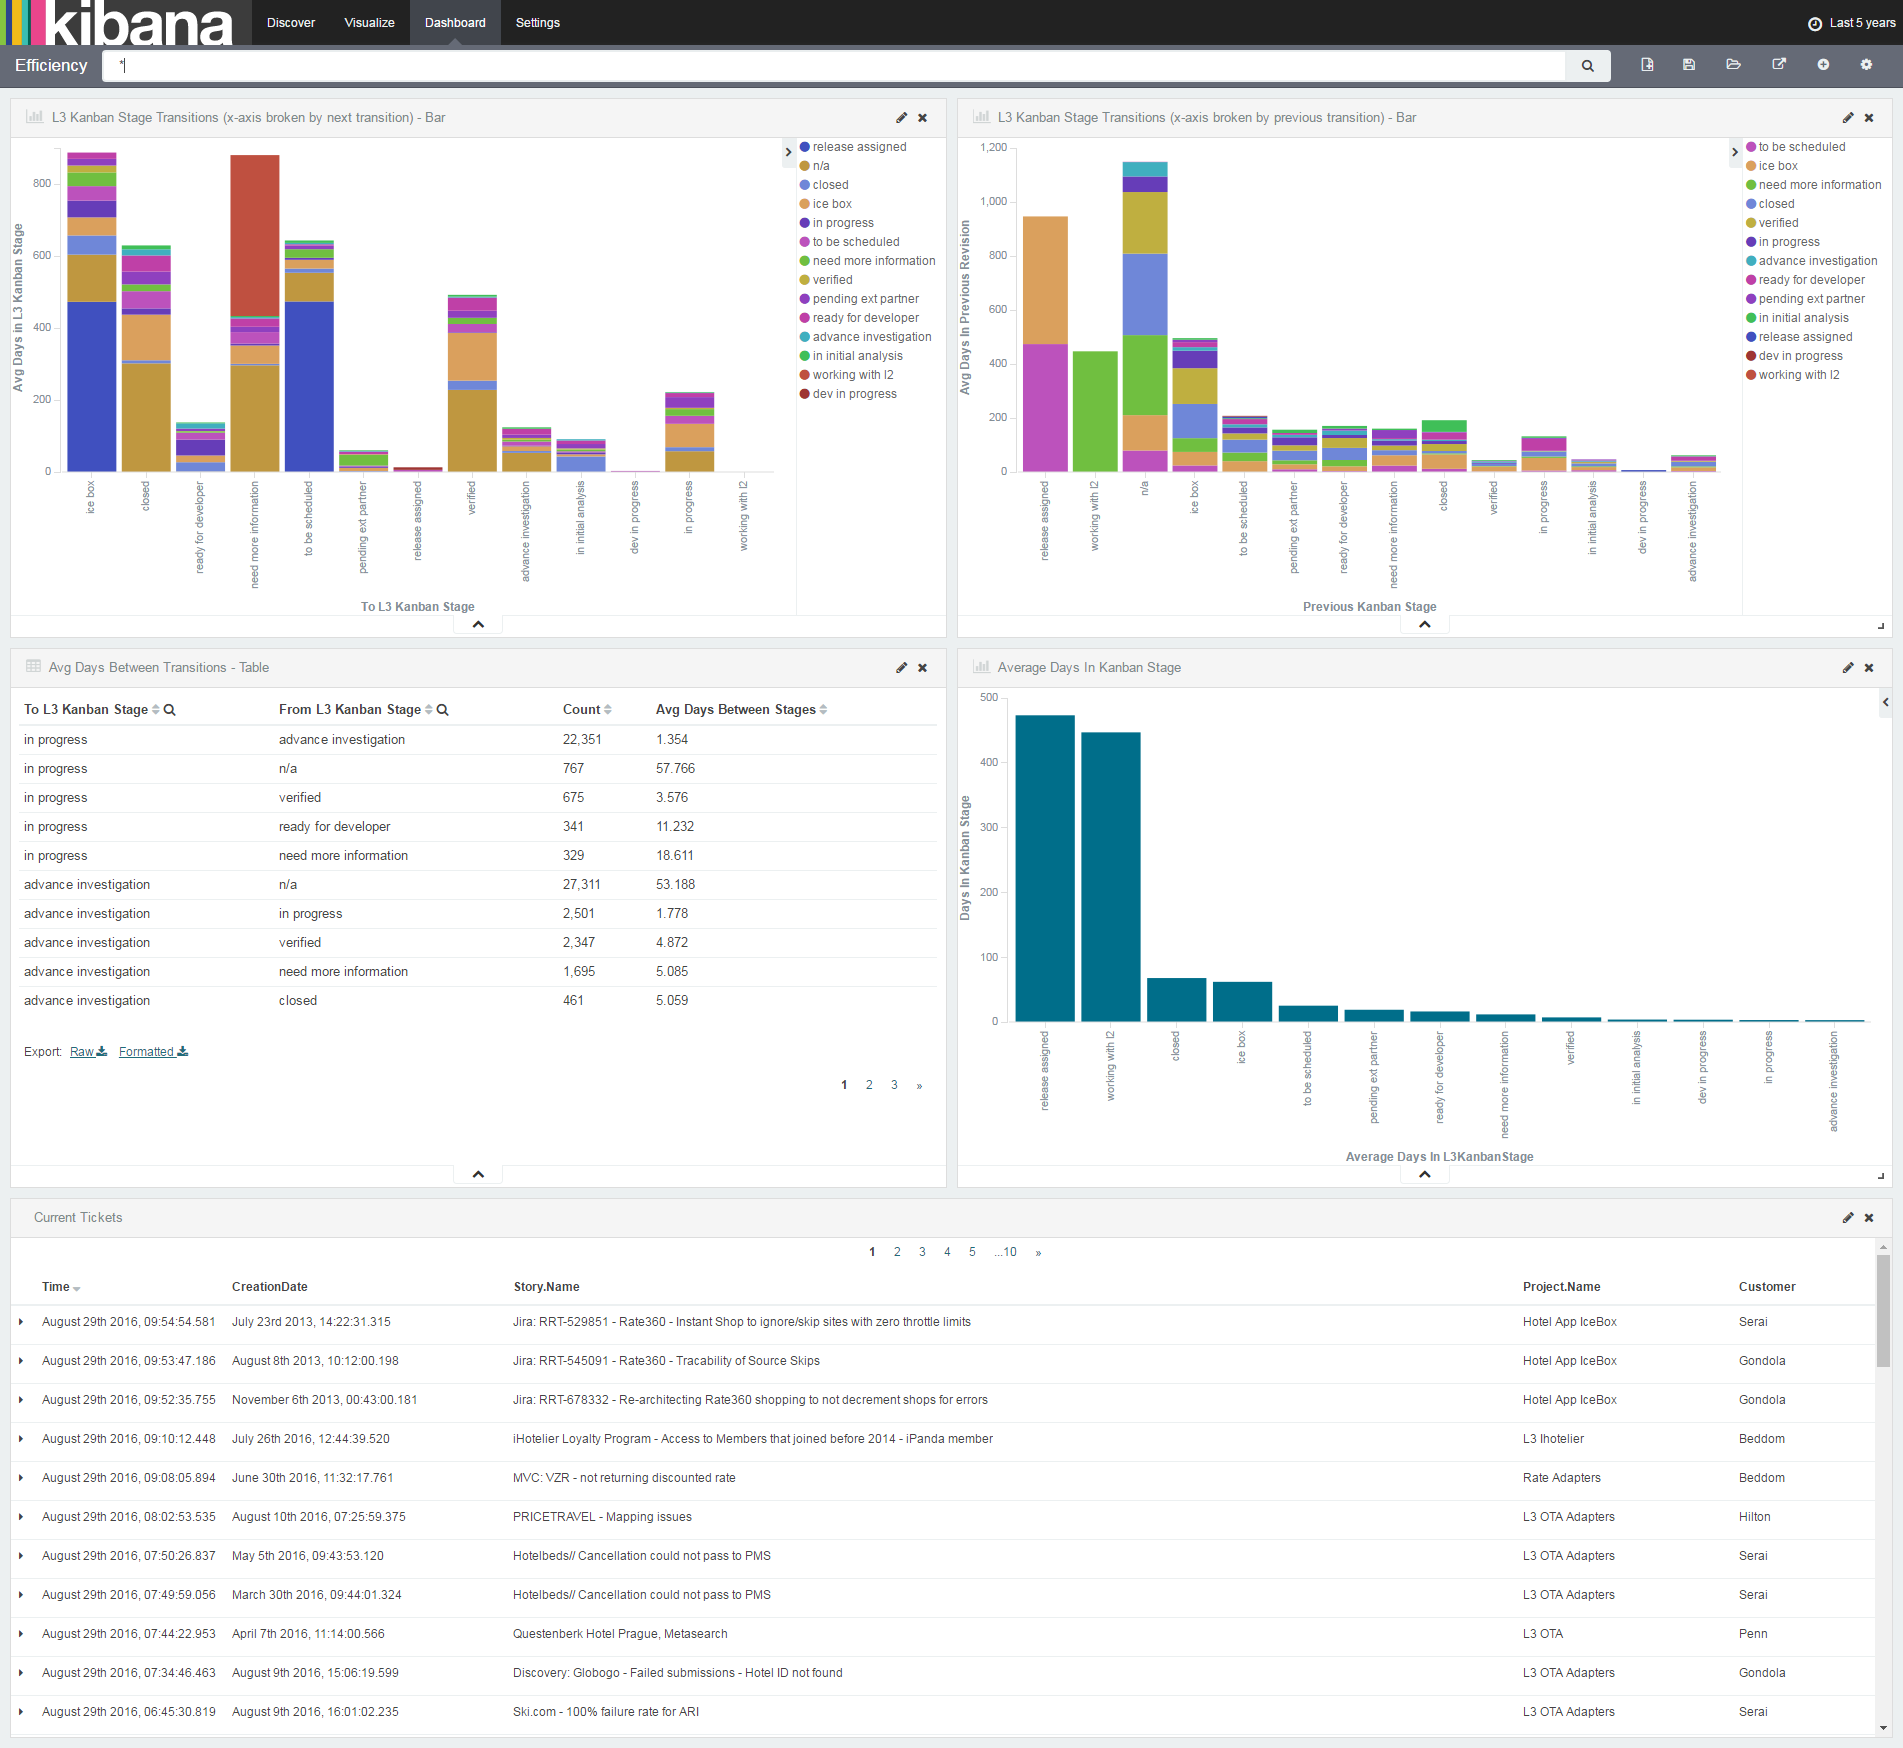 kibana
Discover Visualize Dashboard Settings Last 5 years
Efficiency *
L3 Kanban Stage Transitions (x-axis broken by next transition) - Bar
Avg Days in L3 Kanban Stage
800
600
400
200
0
ice box
closed
ready for developer
need more information
to be scheduled
pending ext partner
release assigned
verified
advance investigation
in initial analysis
dev in progress
in progress
working with l2
To L3 Kanban Stage
release assigned
n/a
closed
ice box
in progress
to be scheduled
need more information
verified
pending ext partner
ready for developer
advance investigation
in initial analysis
working with l2
dev in progress
L3 Kanban Stage Transitions (x-axis broken by previous transition) - Bar
Avg Days In Previous Revision
1,200
1,000
800
600
400
200
0
release assigned
working with l2
n/a
ice box
to be scheduled
pending ext partner
ready for developer
need more information
closed
verified
in progress
in initial analysis
dev in progress
advance investigation
Previous Kanban Stage
to be scheduled
ice box
need more information
closed
verified
in progress
advance investigation
ready for developer
pending ext partner
in initial analysis
release assigned
dev in progress
working with l2
Avg Days Between Transitions - Table
To L3 Kanban Stage From L3 Kanban Stage Count Avg Days Between Stages
in progress advance investigation 22,351 1.354
in progress n/a 767 57.766
in progress verified 675 3.576
in progress ready for developer 341 11.232
in progress need more information 329 18.611
advance investigation n/a 27,311 53.188
advance investigation in progress 2,501 1.778
advance investigation verified 2,347 4.872
advance investigation need more information 1,695 5.085
advance investigation closed 461 5.059
Export: Raw Formatted
1 2 3 »
Average Days In Kanban Stage
Days In Kanban Stage
500
400
300
200
100
0
release assigned
working with l2
closed
ice box
to be scheduled
pending ext partner
ready for developer
need more information
verified
in initial analysis
dev in progress
in progress
advance investigation
Average Days In L3KanbanStage
Current Tickets
1 2 3 4 5 ...10 »
Time CreationDate Story.Name Project.Name Customer
August 29th 2016, 09:54:54.581 July 23rd 2013, 14:22:31.315 Jira: RRT-529851 - Rate360 - Instant Shop to ignore/skip sites with zero throttle limits Hotel App IceBox Serai
August 29th 2016, 09:53:47.186 August 8th 2013, 10:12:00.198 Jira: RRT-545091 - Rate360 - Tracability of Source Skips Hotel App IceBox Gondola
August 29th 2016, 09:52:35.755 November 6th 2013, 00:43:00.181 Jira: RRT-678332 - Re-architecting Rate360 shopping to not decrement shops for errors Hotel App IceBox Gondola
August 29th 2016, 09:10:12.448 July 26th 2016, 12:44:39.520 iHotelier Loyalty Program - Access to Members that joined before 2014 - iPanda member L3 Ihotelier Beddom
August 29th 2016, 09:08:05.894 June 30th 2016, 11:32:17.761 MVC: VZR - not returning discounted rate Rate Adapters Beddom
August 29th 2016, 08:02:53.535 August 10th 2016, 07:25:59.375 PRICETRAVEL - Mapping issues L3 OTA Adapters Hilton
August 29th 2016, 07:50:26.837 May 5th 2016, 09:43:53.120 Hotelbeds// Cancellation could not pass to PMS L3 OTA Adapters Serai
August 29th 2016, 07:49:59.056 March 30th 2016, 09:44:01.324 Hotelbeds// Cancellation could not pass to PMS L3 OTA Adapters Serai
August 29th 2016, 07:44:22.953 April 7th 2016, 11:14:00.566 Questenberk Hotel Prague, Metasearch L3 OTA Penn
August 29th 2016, 07:34:46.463 August 9th 2016, 15:06:19.599 Discovery: Globogo - Failed submissions - Hotel ID not found L3 OTA Adapters Gondola
August 29th 2016, 06:45:30.819 August 9th 2016, 16:01:02.235 Ski.com - 100% failure rate for ARI L3 OTA Adapters Serai